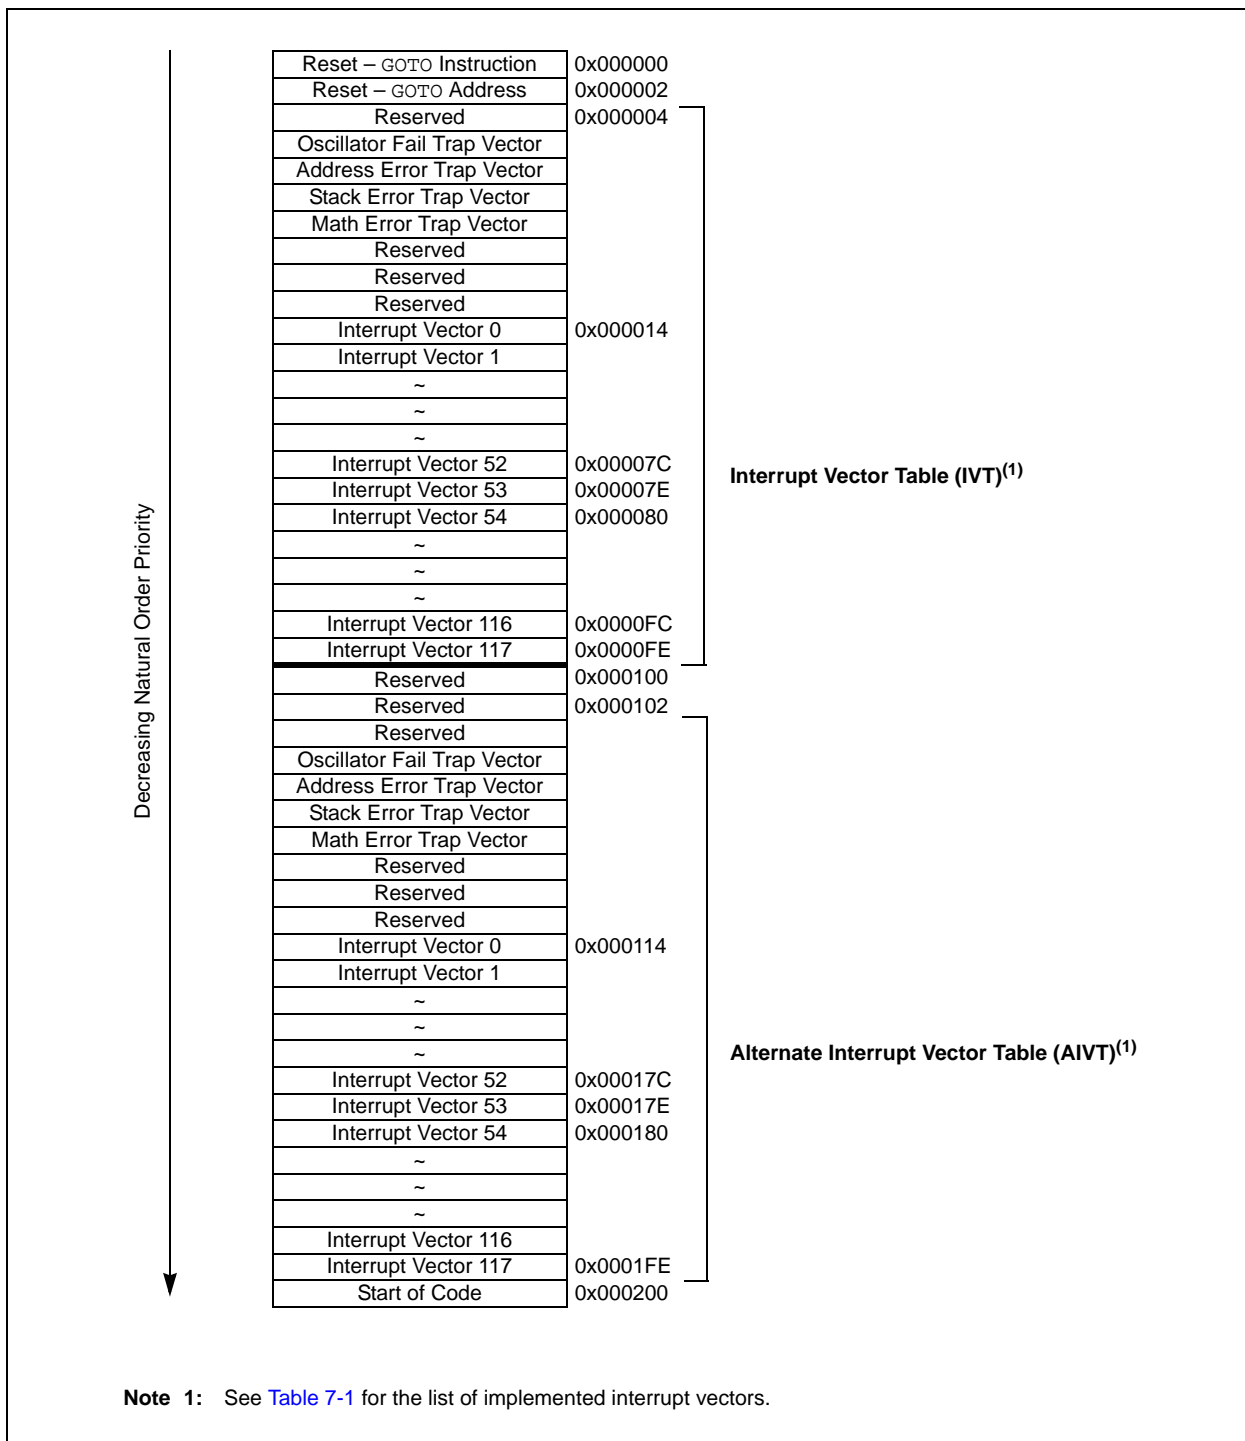 Reset – GOTO Instruction 0x000000
Reset – GOTO Address 0x000002
Reserved 0x000004
Oscillator Fail Trap Vector
Address Error Trap Vector
Stack Error Trap Vector
Math Error Trap Vector
Reserved
Reserved
Reserved
Interrupt Vector 0 0x000014
Interrupt Vector 1
~
~
~
Interrupt Vector 52 0x00007C
Interrupt Vector 53 0x00007E
Interrupt Vector 54 0x000080
~
~
~
Interrupt Vector 116 0x0000FC
Interrupt Vector 117 0x0000FE
Interrupt Vector Table (IVT)(1)
Decreasing Natural Order Priority
Reserved 0x000100
Reserved 0x000102
Reserved
Oscillator Fail Trap Vector
Address Error Trap Vector
Stack Error Trap Vector
Math Error Trap Vector
Reserved
Reserved
Reserved
Interrupt Vector 0 0x000114
Interrupt Vector 1
~
~
~
Interrupt Vector 52 0x00017C
Interrupt Vector 53 0x00017E
Interrupt Vector 54 0x000180
~
~
~
Interrupt Vector 116
Interrupt Vector 117 0x0001FE
Start of Code 0x000200
Alternate Interrupt Vector Table (AIVT)(1)
Note 1: See Table 7-1 for the list of implemented interrupt vectors.